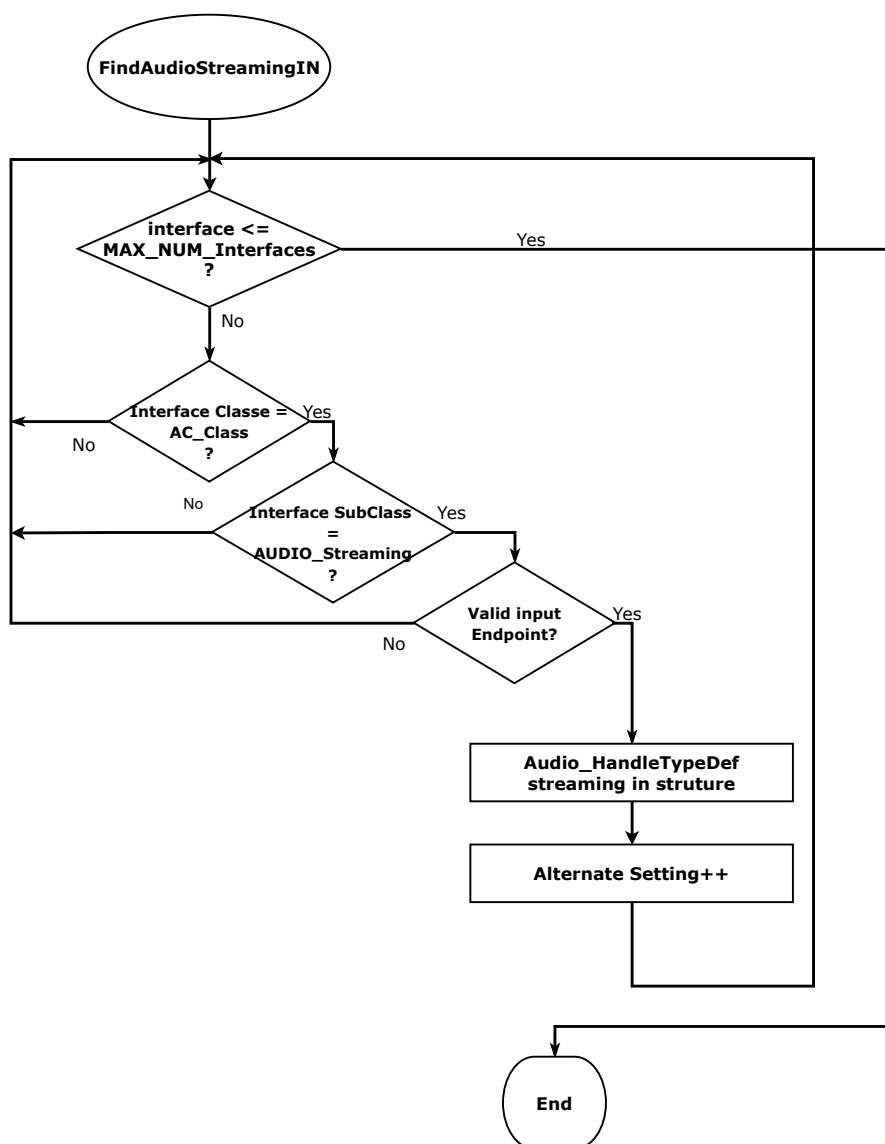 FindAudioStreamingIN
interface <=
MAX_NUM_Interfaces
?
Yes
No
Interface Classe =
AC_Class
?
Yes
No
No
Interface SubClass
=
AUDIO_Streaming
?
Yes
Valid input
Endpoint?
Yes
No
Audio_HandleTypeDef
streaming in struture
Alternate Setting++
End